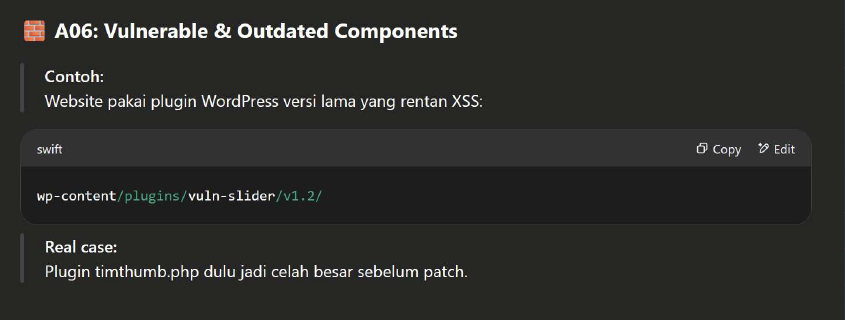 🧱 A06: Vulnerable & Outdated Components
Contoh:
Website pakai plugin WordPress versi lama yang rentan XSS:
swift
Copy Edit
wp-content/plugins/vuln-slider/v1.2/
Real case:
Plugin timthumb.php dulu jadi celah besar sebelum patch.